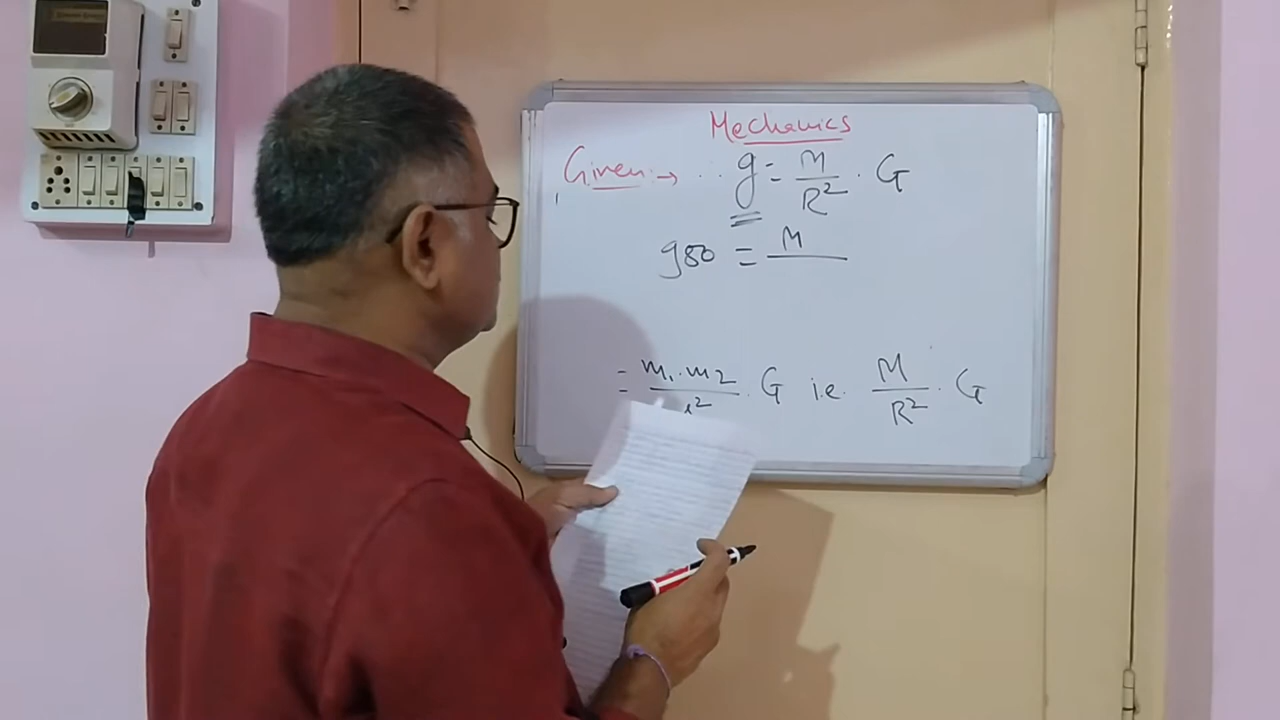 Mechanics
Given:→ .. g = M/R² · G
980 = M
= m₁·m₂/r² · G i.e. M/R² · G